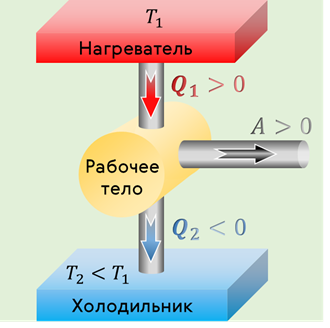 T₁
Нагреватель
Q₁ > 0
A > 0
Рабочее
тело
Q₂ < 0
T₂ < T₁
Холодильник